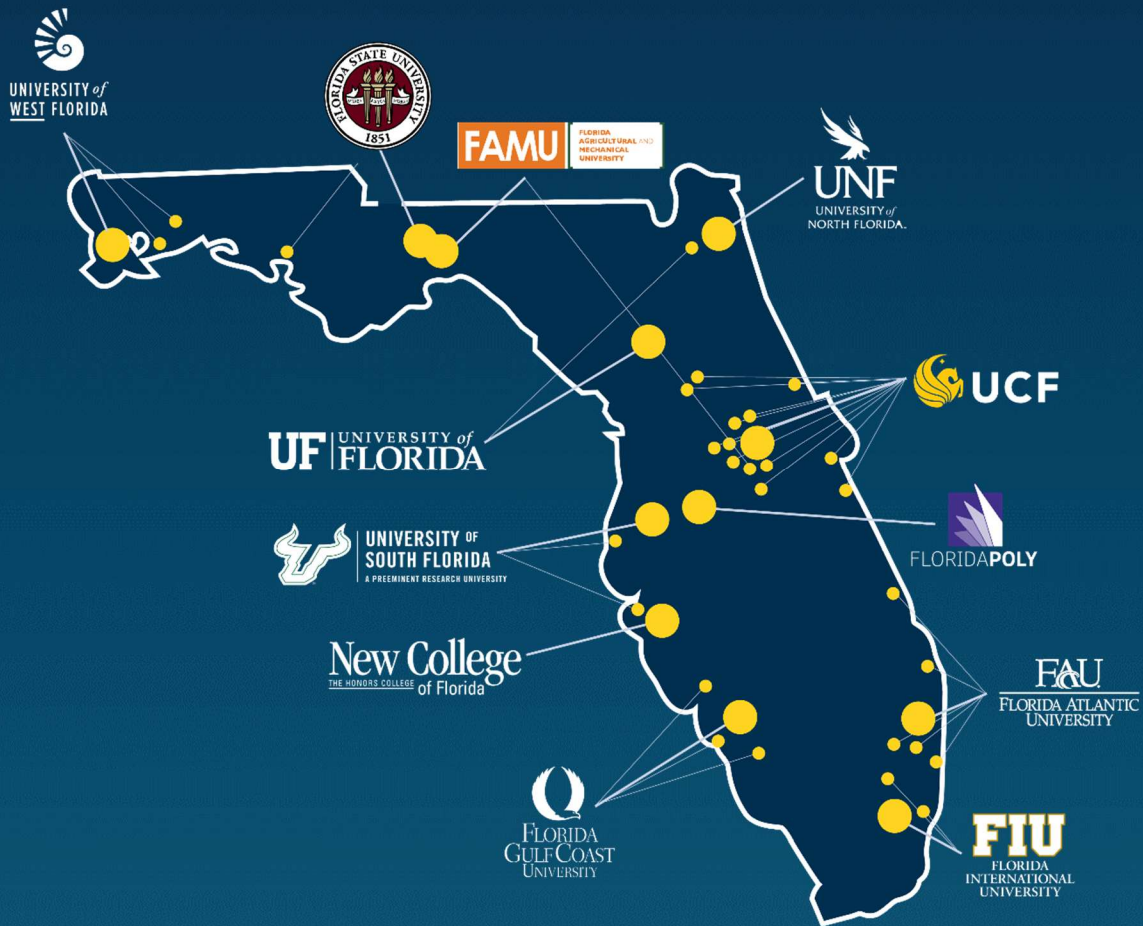 UNIVERSITY of
WEST FLORIDA
FLORIDA STATE UNIVERSITY
1851
FAMU
FLORIDA
AGRICULTURAL AND
MECHANICAL
UNIVERSITY
UNF
UNIVERSITY of
NORTH FLORIDA.
UCF
UF UNIVERSITY of
FLORIDA
UNIVERSITY OF
SOUTH FLORIDA
A PREEMINENT RESEARCH UNIVERSITY
FLORIDAPOLY
New College
THE HONORS COLLEGE of Florida
FAU
FLORIDA ATLANTIC
UNIVERSITY
FLORIDA
GULF COAST
UNIVERSITY
FIU
FLORIDA
INTERNATIONAL
UNIVERSITY